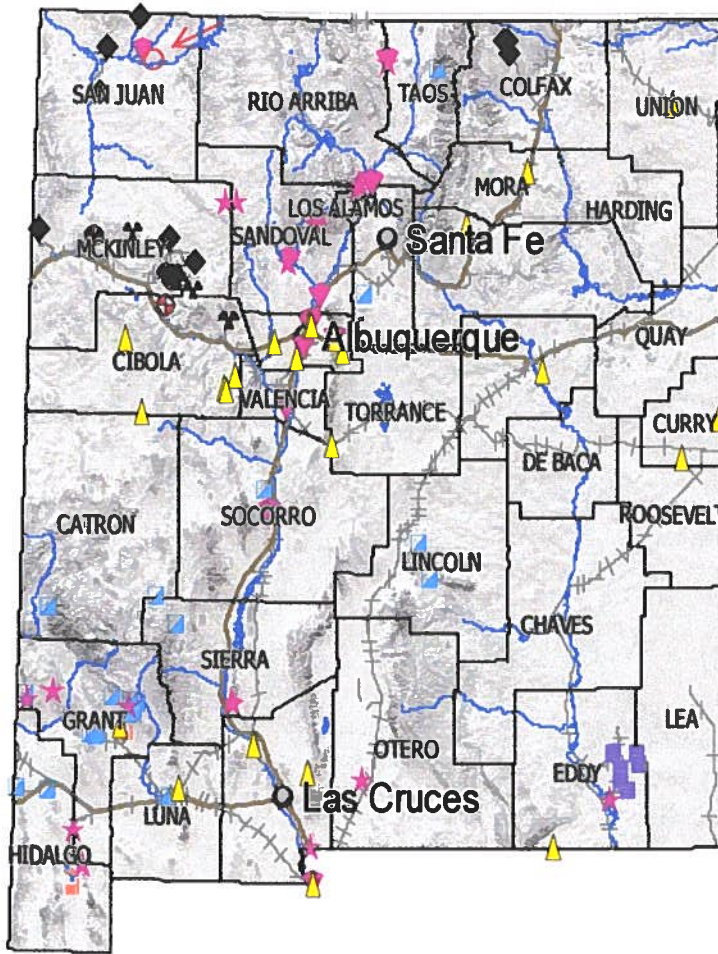 SAN JUAN
RIO ARRIBA
TAOS
COLFAX
UNION
MORA
HARDING
LOS ALAMOS
SANDOVAL
MCKINLEY
Santa Fe
Albuquerque
QUAY
CIBOLA
VALENCIA
TORRANCE
CURRY
DE BACA
CATRON
SOCORRO
ROOSEVELT
LINCOLN
CHAVES
SIERRA
GRANT
OTERO
LEA
EDDY
Las Cruces
LUNA
HIDALGO